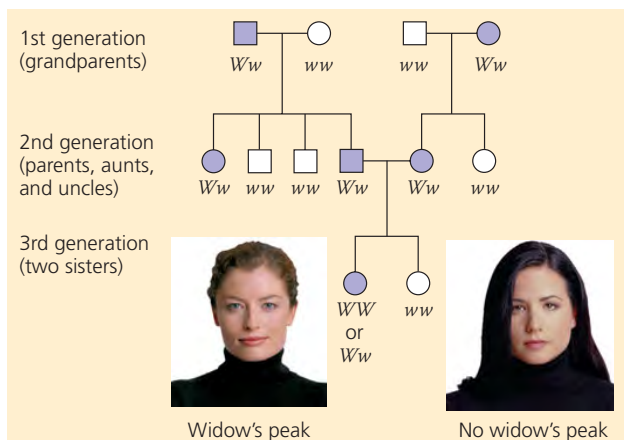 1st generation
(grandparents)
Ww ww ww Ww
2nd generation
(parents, aunts,
and uncles)
Ww ww ww Ww Ww ww
3rd generation
(two sisters)
WW
or
Ww
ww
Widow's peak
No widow's peak